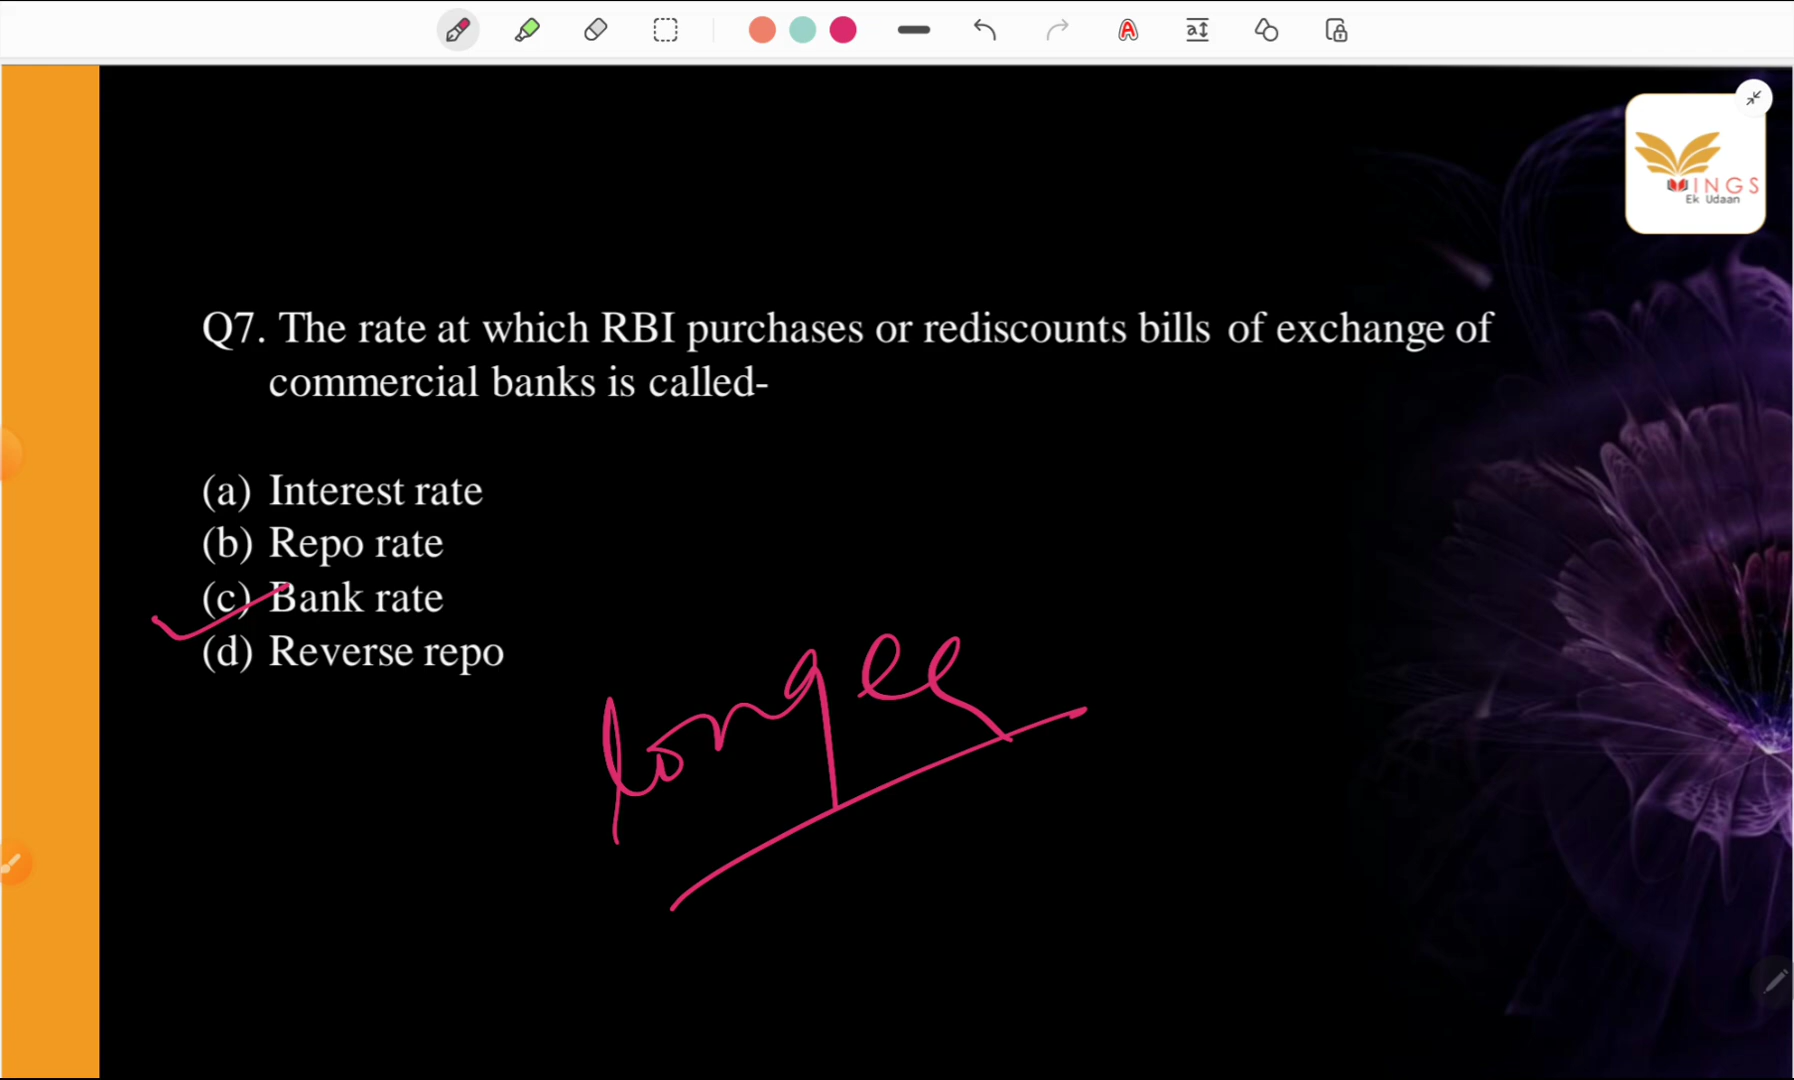 A
aI
WINGS
Ek Udaan
Q7. The rate at which RBI purchases or rediscounts bills of exchange of
commercial banks is called-
(a) Interest rate
(b) Repo rate
(c) Bank rate
(d) Reverse repo
longer